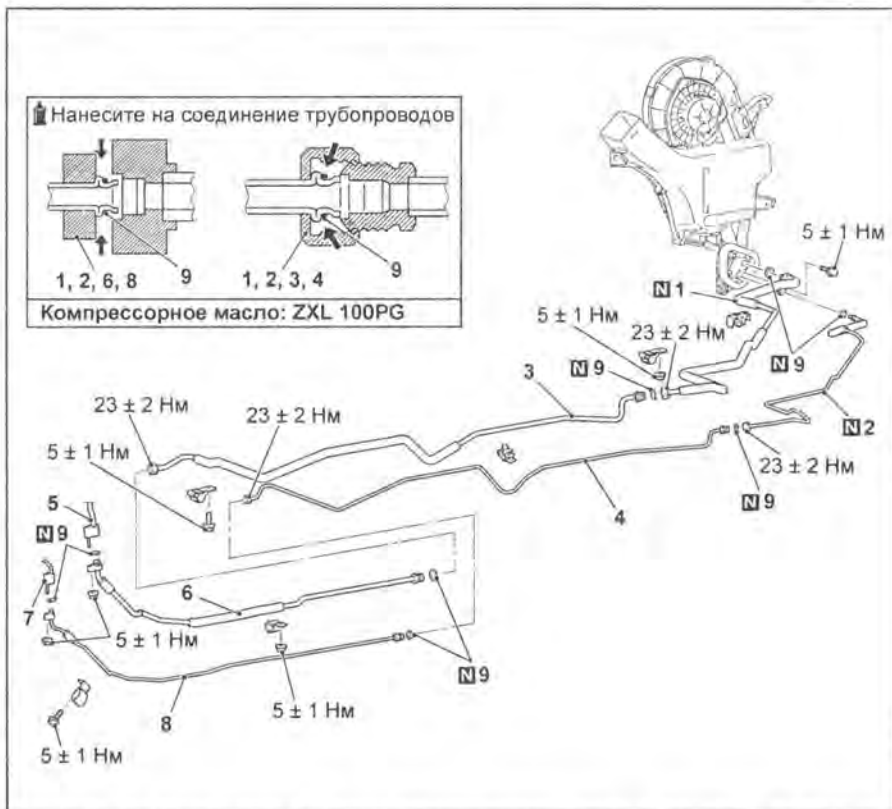 Нанесите на соединение трубопроводов
1, 2, 6, 8
9
1, 2, 3, 4
9
Компрессорное масло: ZXL 100PG
5 ± 1 Нм
N 1
5 ± 1 Нм
23 ± 2 Нм
N 9
N 9
3
N 2
23 ± 2 Нм
23 ± 2 Нм
5 ± 1 Нм
23 ± 2 Нм
N 9
4
5
N 9
7
6
5 ± 1 Нм
N 9
8
5 ± 1 Нм
5 ± 1 Нм